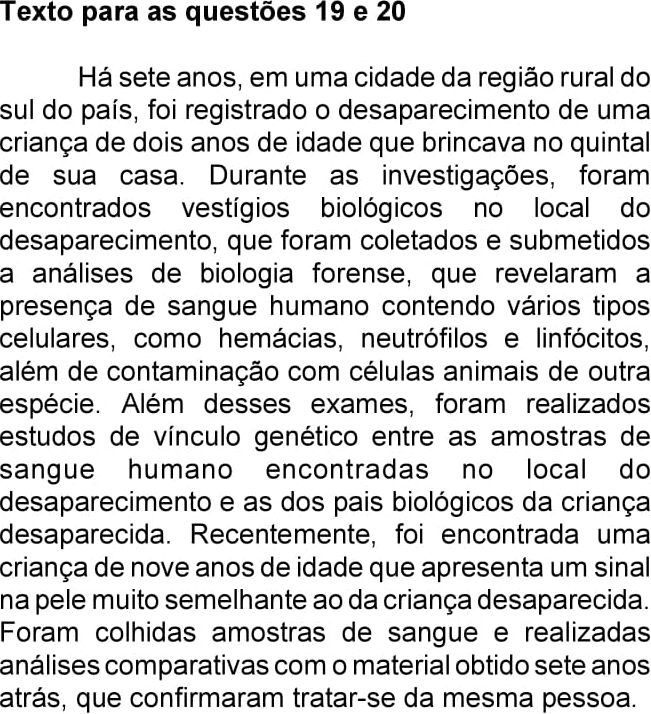 Texto para as questões 19 e 20
Há sete anos, em uma cidade da região rural do
sul do país, foi registrado o desaparecimento de uma
criança de dois anos de idade que brincava no quintal
de sua casa. Durante as investigações, foram
encontrados vestígios biológicos no local do
desaparecimento, que foram coletados e submetidos
a análises de biologia forense, que revelaram a
presença de sangue humano contendo vários tipos
celulares, como hemácias, neutrófilos e linfócitos,
além de contaminação com células animais de outra
espécie. Além desses exames, foram realizados
estudos de vínculo genético entre as amostras de
sangue humano encontradas no local do
desaparecimento e as dos pais biológicos da criança
desaparecida. Recentemente, foi encontrada uma
criança de nove anos de idade que apresenta um sinal
na pele muito semelhante ao da criança desaparecida.
Foram colhidas amostras de sangue e realizadas
análises comparativas com o material obtido sete anos
atrás, que confirmaram tratar-se da mesma pessoa.